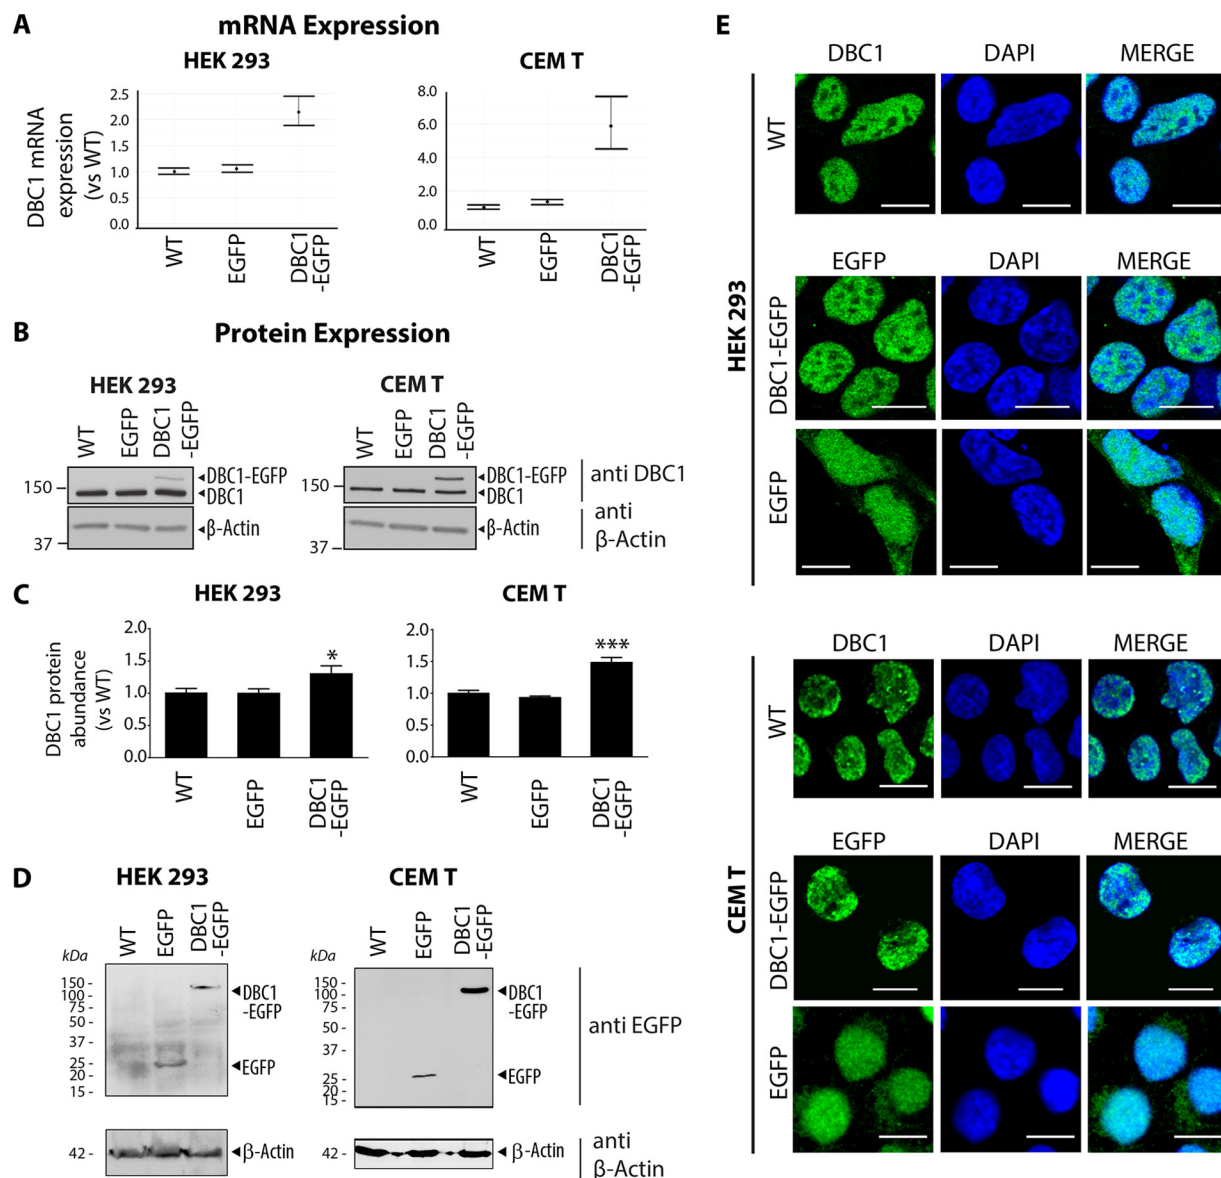 A
mRNA Expression
HEK 293
CEM T
DBC1 mRNA
expression
(vs WT)
2.5
2.0
1.5
1.0
0.5
0.0
WT
EGFP
DBC1
-EGFP
8.0
6.0
4.0
2.0
0.0
WT
EGFP
DBC1
-EGFP
B
Protein Expression
HEK 293
CEM T
WT
EGFP
DBC1
-EGFP
WT
EGFP
DBC1
-EGFP
150
DBC1-EGFP
DBC1
150
DBC1-EGFP
DBC1
anti DBC1
37
β-Actin
37
β-Actin
anti
β-Actin
C
HEK 293
CEM T
DBC1 protein
abundance
(vs WT)
2.0
1.5
1.0
0.5
0.0
*
WT
EGFP
DBC1
-EGFP
2.0
1.5
1.0
0.5
0.0
***
WT
EGFP
DBC1
-EGFP
D
HEK 293
CEM T
kDa
WT
EGFP
DBC1
-EGFP
kDa
WT
EGFP
DBC1
-EGFP
150 -
100 -
75 -
50 -
37 -
25 -
20 -
15 -
DBC1
-EGFP
EGFP
150 -
100 -
75 -
50 -
37 -
25 -
20 -
15 -
DBC1
-EGFP
EGFP
anti EGFP
42 -
β-Actin
42 -
β-Actin
anti
β-Actin
E
HEK 293
DBC1 DAPI MERGE
WT
EGFP DAPI MERGE
DBC1-EGFP
EGFP
CEM T
DBC1 DAPI MERGE
WT
EGFP DAPI MERGE
DBC1-EGFP
EGFP